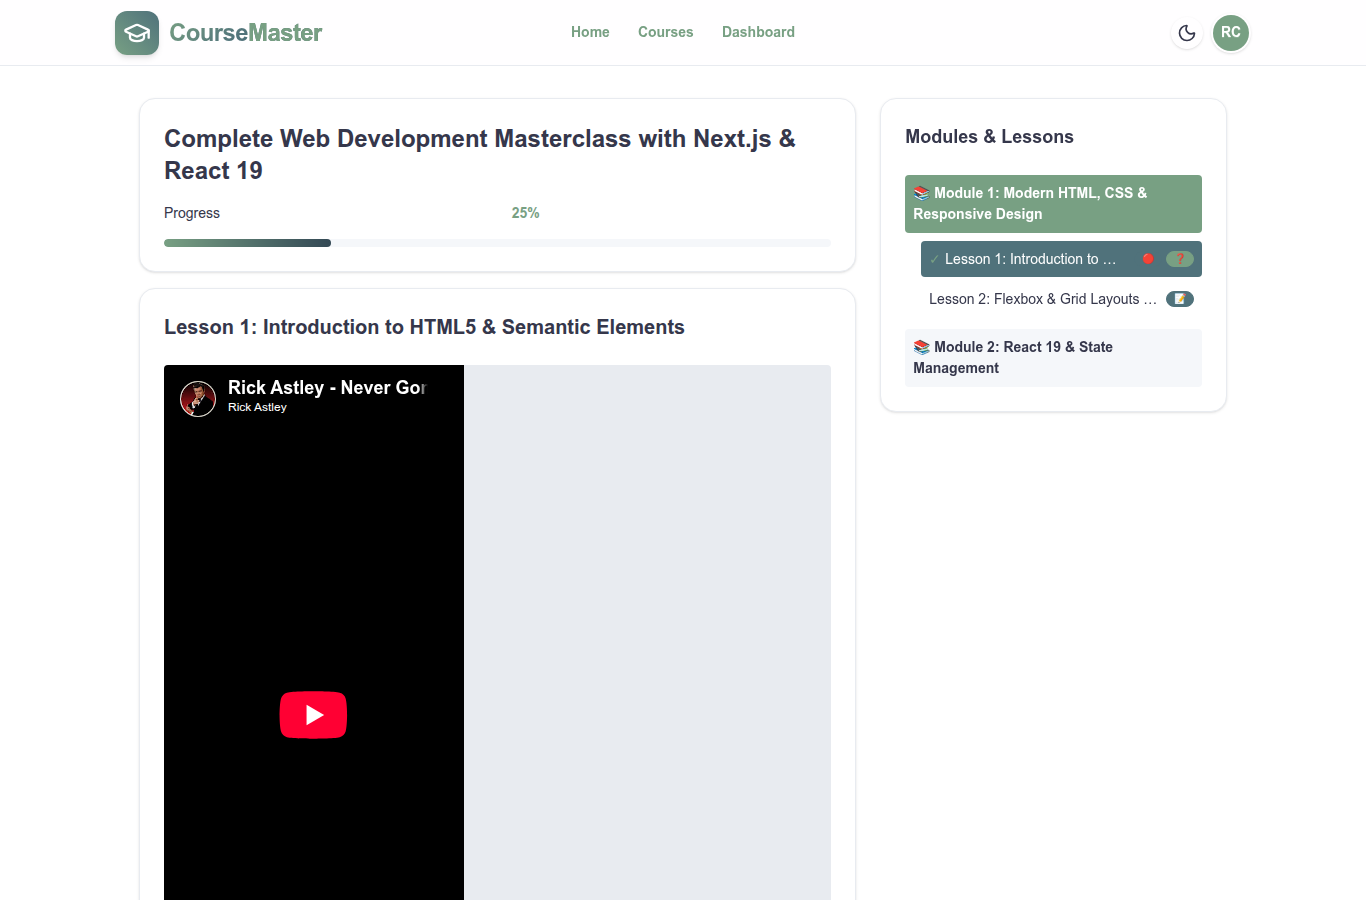 CourseMaster
Home
Courses
Dashboard
RC
Complete Web Development Masterclass with Next.js &
React 19
Progress
25%
Lesson 1: Introduction to HTML5 & Semantic Elements
Rick Astley - Never Gor
Rick Astley
Modules & Lessons
📚 Module 1: Modern HTML, CSS &
Responsive Design
✓ Lesson 1: Introduction to … 🔴 ❓
Lesson 2: Flexbox & Grid Layouts … 📝
📚 Module 2: React 19 & State
Management